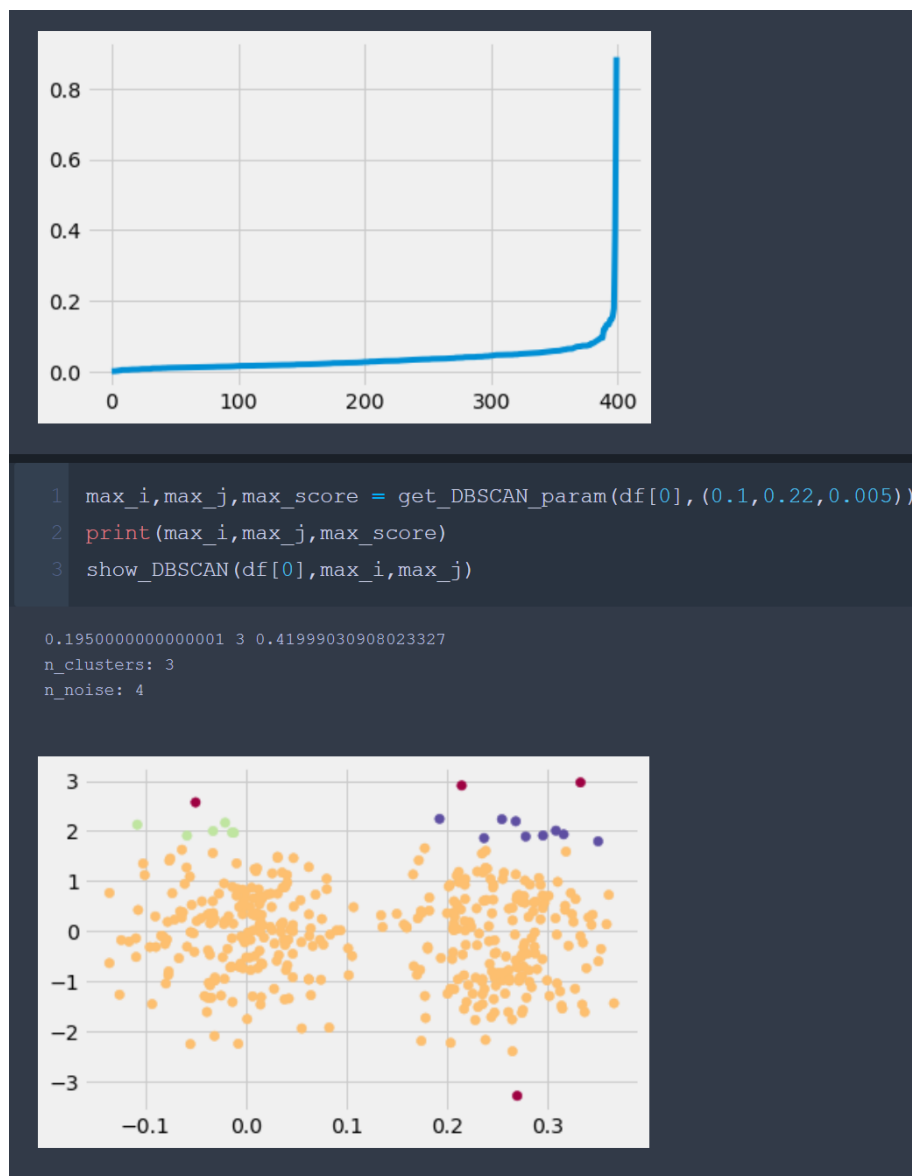 0.8
0.6
0.4
0.2
0.0
0 100 200 300 400
1 max_i,max_j,max_score = get_DBSCAN_param(df[0],(0.1,0.22,0.005))
2 print(max_i,max_j,max_score)
3 show_DBSCAN(df[0],max_i,max_j)
0.1950000000000001 3 0.41999030908023327
n_clusters: 3
n_noise: 4
3
2
1
0
−1
−2
−3
−0.1 0.0 0.1 0.2 0.3